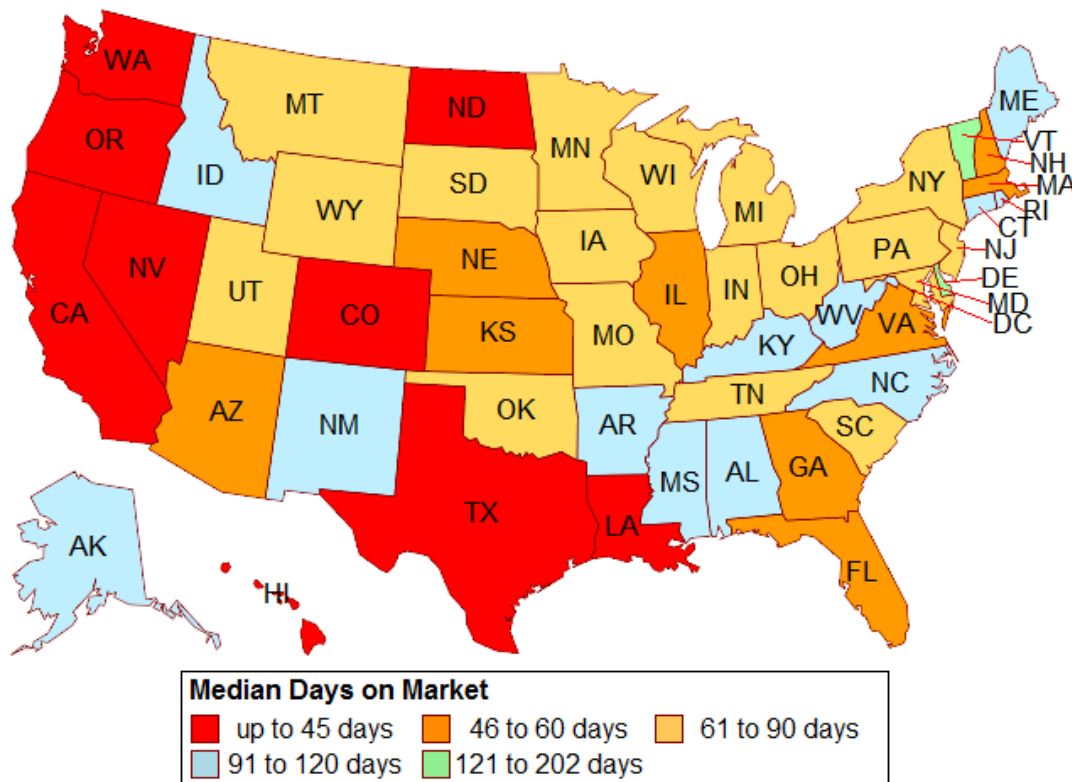 WA
ME
MT
ND
VT
OR
MN
NH
ID
SD
WI
NY
MA
WY
MI
RI
CT
IA
PA
NJ
NE
NV
OH
DE
UT
IN
IL
MD
CA
CO
WV
DC
KS
MO
VA
KY
NC
TN
AZ
OK
NM
AR
SC
GA
MS
AL
TX
LA
AK
FL
HI
Median Days on Market
up to 45 days 46 to 60 days 61 to 90 days
91 to 120 days 121 to 202 days